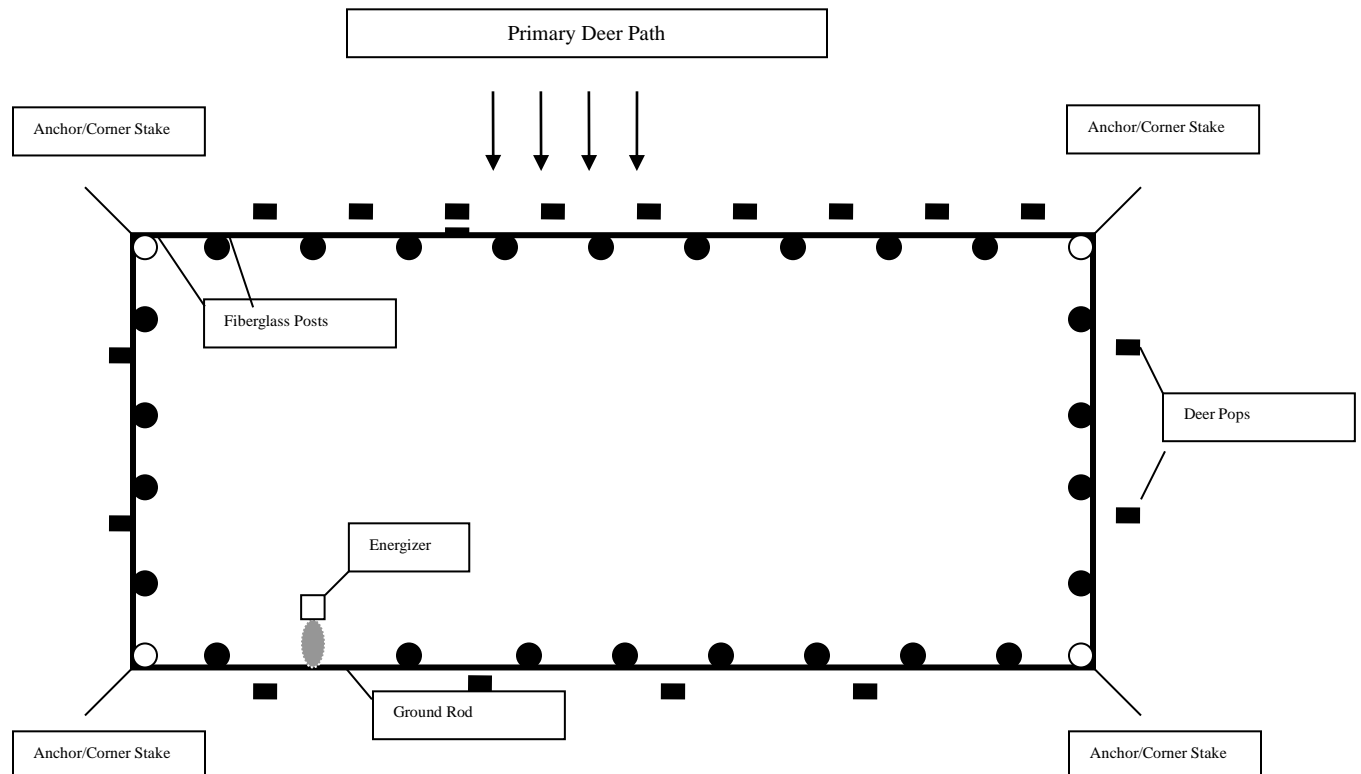 Primary Deer Path
Anchor/Corner Stake
Anchor/Corner Stake
Fiberglass Posts
Deer Pops
Energizer
Ground Rod
Anchor/Corner Stake
Anchor/Corner Stake